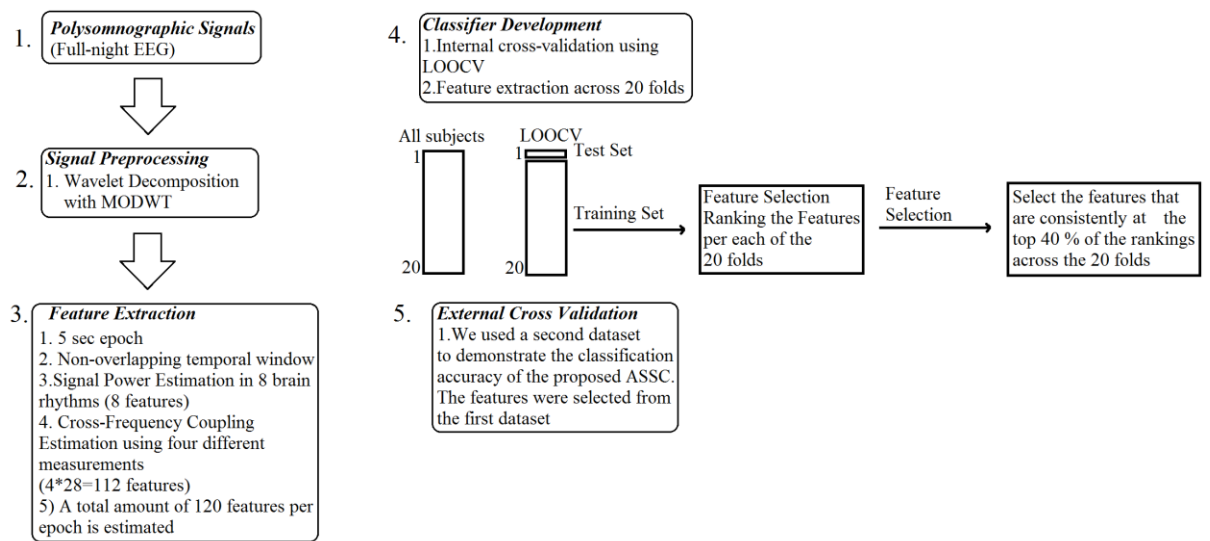 1.
Polysomnographic Signals
(Full-night EEG)
2.
Signal Preprocessing
1. Wavelet Decomposition
with MODWT
3.
Feature Extraction
1. 5 sec epoch
2. Non-overlapping temporal window
3.Signal Power Estimation in 8 brain
rhythms (8 features)
4. Cross-Frequency Coupling
Estimation using four different
measurements
(4*28=112 features)
5) A total amount of 120 features per
epoch is estimated
4.
Classifier Development
1.Internal cross-validation using
LOOCV
2.Feature extraction across 20 folds
All subjects
1
20
LOOCV
1
Test Set
20
Training Set
Feature Selection
Ranking the Features
per each of the
20 folds
Feature
Selection
Select the features that
are consistently at the
top 40 % of the rankings
across the 20 folds
5.
External Cross Validation
1.We used a second dataset
to demonstrate the classification
accuracy of the proposed ASSC.
The features were selected from
the first dataset